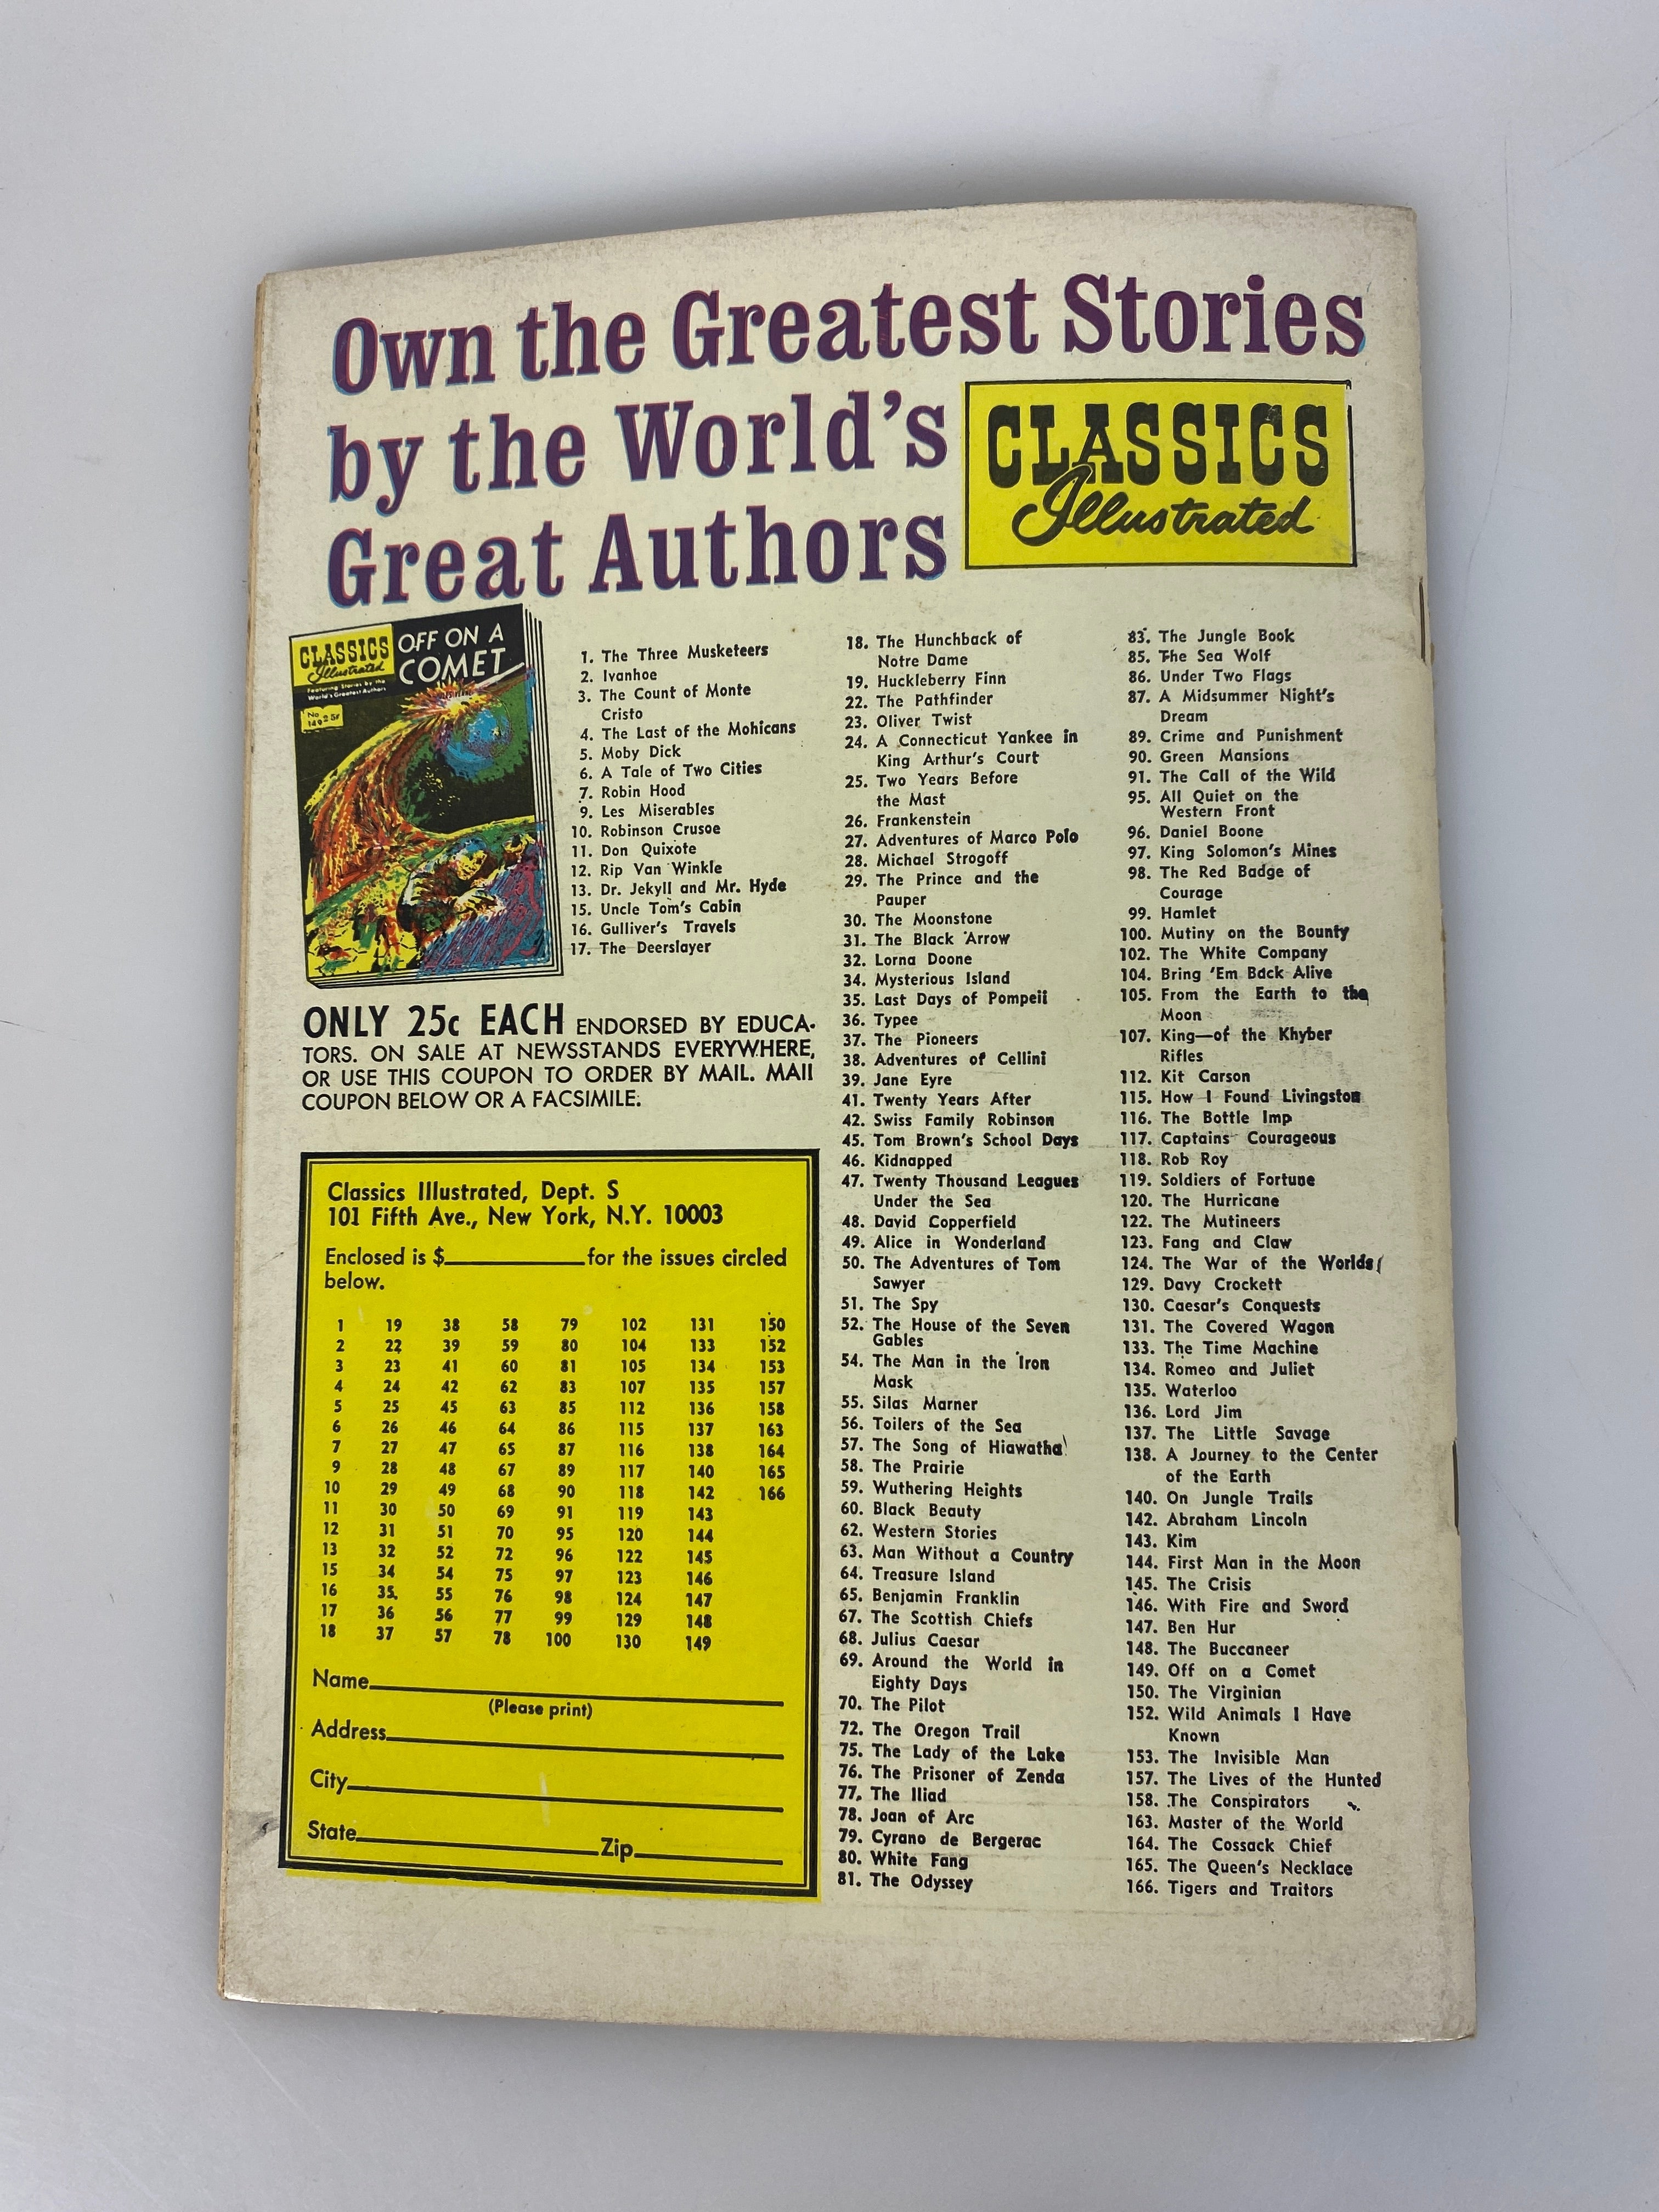 Own the Greatest Stories
by the World's
Great Authors
CLASSICS
Illustrated
CLASSICS
Illustrated
Featuring Stories by the
World's Greatest Authors
OFF ON A
COMET
No
149
25¢
1. The Three Musketeers
2. Ivanhoe
3. The Count of Monte
Cristo
4. The Last of the Mohicans
5. Moby Dick
6. A Tale of Two Cities
7. Robin Hood
9. Les Miserables
10. Robinson Crusoe
11. Don Quixote
12. Rip Van Winkle
13. Dr. Jekyll and Mr. Hyde
15. Uncle Tom's Cabin
16. Gulliver's Travels
17. The Deerslayer
ONLY 25c EACH ENDORSED BY EDUCA-
TORS. ON SALE AT NEWSSTANDS EVERYWHERE,
OR USE THIS COUPON TO ORDER BY MAIL. MAIL
COUPON BELOW OR A FACSIMILE.
Classics Illustrated, Dept. S
101 Fifth Ave., New York, N.Y. 10003
Enclosed is $ for the issues circled
below.
1 19 38 58 79 102 131 150
2 22 39 59 80 104 133 152
3 23 41 60 81 105 134 153
4 24 42 62 83 107 135 157
5 25 45 63 85 112 136 158
6 26 46 64 86 115 137 163
7 27 47 65 87 116 138 164
9 28 48 67 89 117 140 165
10 29 49 68 90 118 142 166
11 30 50 69 91 119 143
12 31 51 70 95 120 144
13 32 52 72 96 122 145
15 34 54 75 97 123 146
16 35 55 76 98 124 147
17 36 56 77 99 129 148
18 37 57 78 100 130 149
Name
(Please print)
Address
City
State Zip
18. The Hunchback of
Notre Dame
19. Huckleberry Finn
22. The Pathfinder
23. Oliver Twist
24. A Connecticut Yankee in
King Arthur's Court
25. Two Years Before
the Mast
26. Frankenstein
27. Adventures of Marco Polo
28. Michael Strogoff
29. The Prince and the
Pauper
30. The Moonstone
31. The Black Arrow
32. Lorna Doone
34. Mysterious Island
35. Last Days of Pompeii
36. Typee
37. The Pioneers
38. Adventures of Cellini
39. Jane Eyre
41. Twenty Years After
42. Swiss Family Robinson
45. Tom Brown's School Days
46. Kidnapped
47. Twenty Thousand Leagues
Under the Sea
48. David Copperfield
49. Alice in Wonderland
50. The Adventures of Tom
Sawyer
51. The Spy
52. The House of the Seven
Gables
54. The Man in the Iron
Mask
55. Silas Marner
56. Toilers of the Sea
57. The Song of Hiawatha
58. The Prairie
59. Wuthering Heights
60. Black Beauty
62. Western Stories
63. Man Without a Country
64. Treasure Island
65. Benjamin Franklin
67. The Scottish Chiefs
68. Julius Caesar
69. Around the World in
Eighty Days
70. The Pilot
72. The Oregon Trail
75. The Lady of the Lake
76. The Prisoner of Zenda
77. The Iliad
78. Joan of Arc
79. Cyrano de Bergerac
80. White Fang
81. The Odyssey
83. The Jungle Book
85. The Sea Wolf
86. Under Two Flags
87. A Midsummer Night's
Dream
89. Crime and Punishment
90. Green Mansions
91. The Call of the Wild
95. All Quiet on the
Western Front
96. Daniel Boone
97. King Solomon's Mines
98. The Red Badge of
Courage
99. Hamlet
100. Mutiny on the Bounty
102. The White Company
104. Bring 'Em Back Alive
105. From the Earth to the
Moon
107. King—of the Khyber
Rifles
112. Kit Carson
115. How I Found Livingston
116. The Bottle Imp
117. Captains Courageous
118. Rob Roy
119. Soldiers of Fortune
120. The Hurricane
122. The Mutineers
123. Fang and Claw
124. The War of the Worlds
129. Davy Crockett
130. Caesar's Conquests
131. The Covered Wagon
133. The Time Machine
134. Romeo and Juliet
135. Waterloo
136. Lord Jim
137. The Little Savage
138. A Journey to the Center
of the Earth
140. On Jungle Trails
142. Abraham Lincoln
143. Kim
144. First Man in the Moon
145. The Crisis
146. With Fire and Sword
147. Ben Hur
148. The Buccaneer
149. Off on a Comet
150. The Virginian
152. Wild Animals I Have
Known
153. The Invisible Man
157. The Lives of the Hunted
158. The Conspirators
163. Master of the World
164. The Cossack Chief
165. The Queen's Necklace
166. Tigers and Traitors